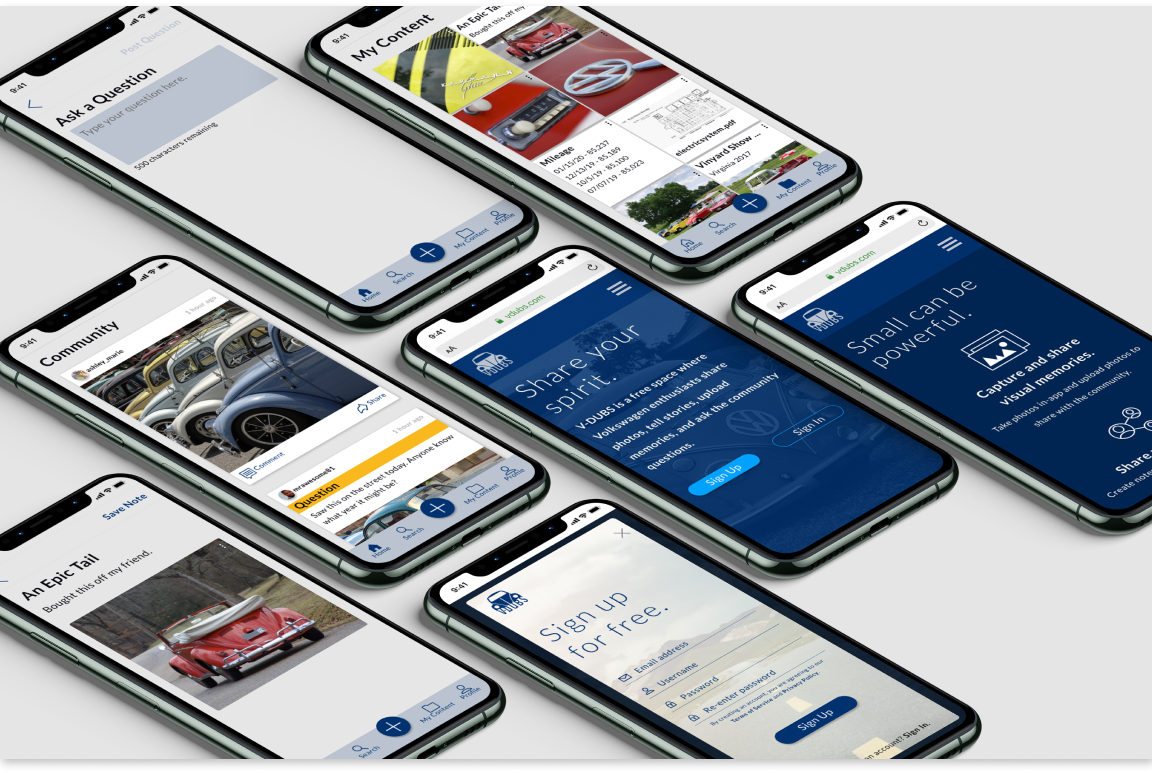 9:41
Post Question
Ask a Question
Type your question here.
500 characters remaining
Home
Search
My Content
Profile
9:41
My Content
An Epic Tai
Bought this off my
Mileage
01/15/20 - 85,237
12/13/19 - 85,189
10/5/19 - 85,100
07/07/19 - 85,023
electricsystem.pdf
Vinyard Show ...
Virginia 2017
Home
Search
My Content
Profile
9:41
Community
ashley_marie
1 hour ago
Comment
Share
mrawesome81
1 hour ago
Question
Saw this on the street today. Anyone know
what year it might be?
Home
Search
My Content
Profile
9:41
AA
vdubs.com
VDUBS
Share your
spirit.
V-DUBS is a free space where
Volkswagen enthusiasts share
photos, tell stories, upload
memories, and ask the community
questions.
Sign Up
Sign In
9:41
AA
vdubs.com
VDUBS
Small can be
powerful.
Capture and share
visual memories.
Take photos in-app and upload photos to
share with the community.
Share
Create note
Save Note
An Epic Tail
Bought this off my friend.
Search
My Content
Profile
9:41
VDUBS
Sign up
for free.
Email address
Username
Password
Re-enter password
By creating an account, you are agreeing to our
Terms of Service and Privacy Policy.
Sign Up
account? Sign in.